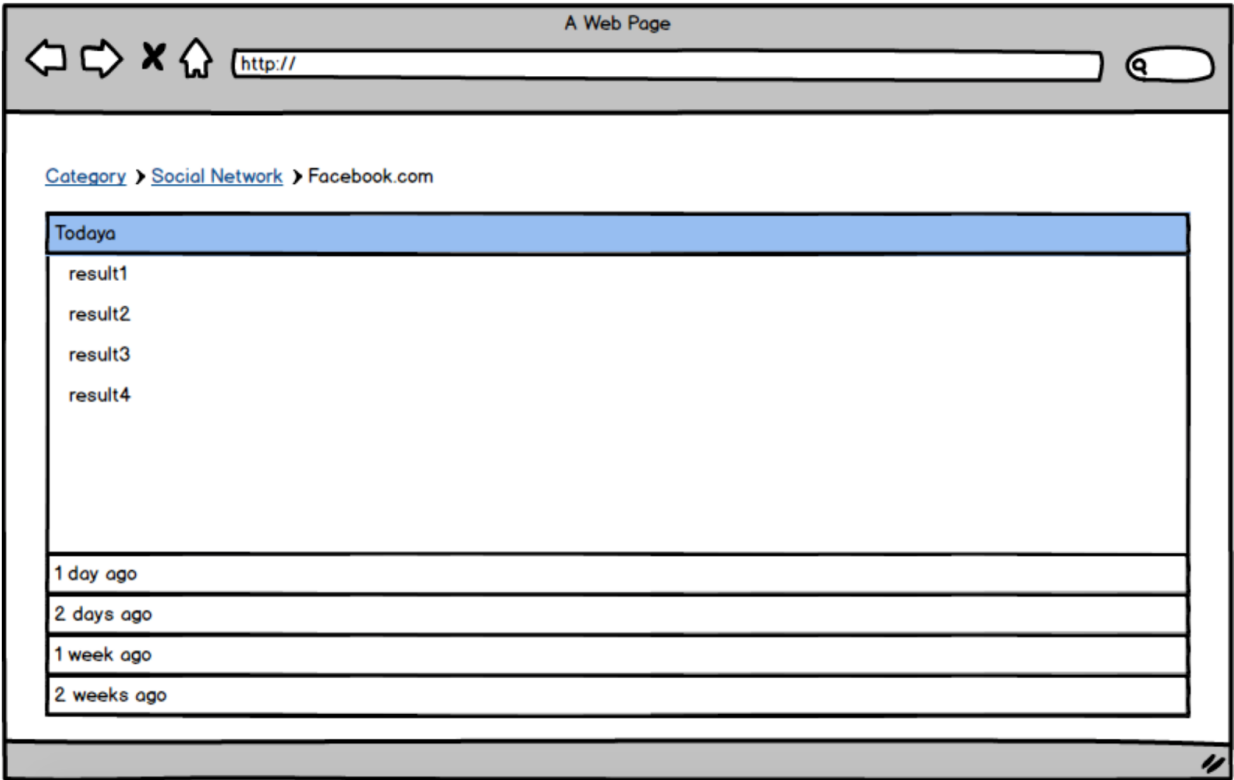 A Web Page
http://
Category > Social Network > Facebook.com
Todaya
result1
result2
result3
result4
1 day ago
2 days ago
1 week ago
2 weeks ago